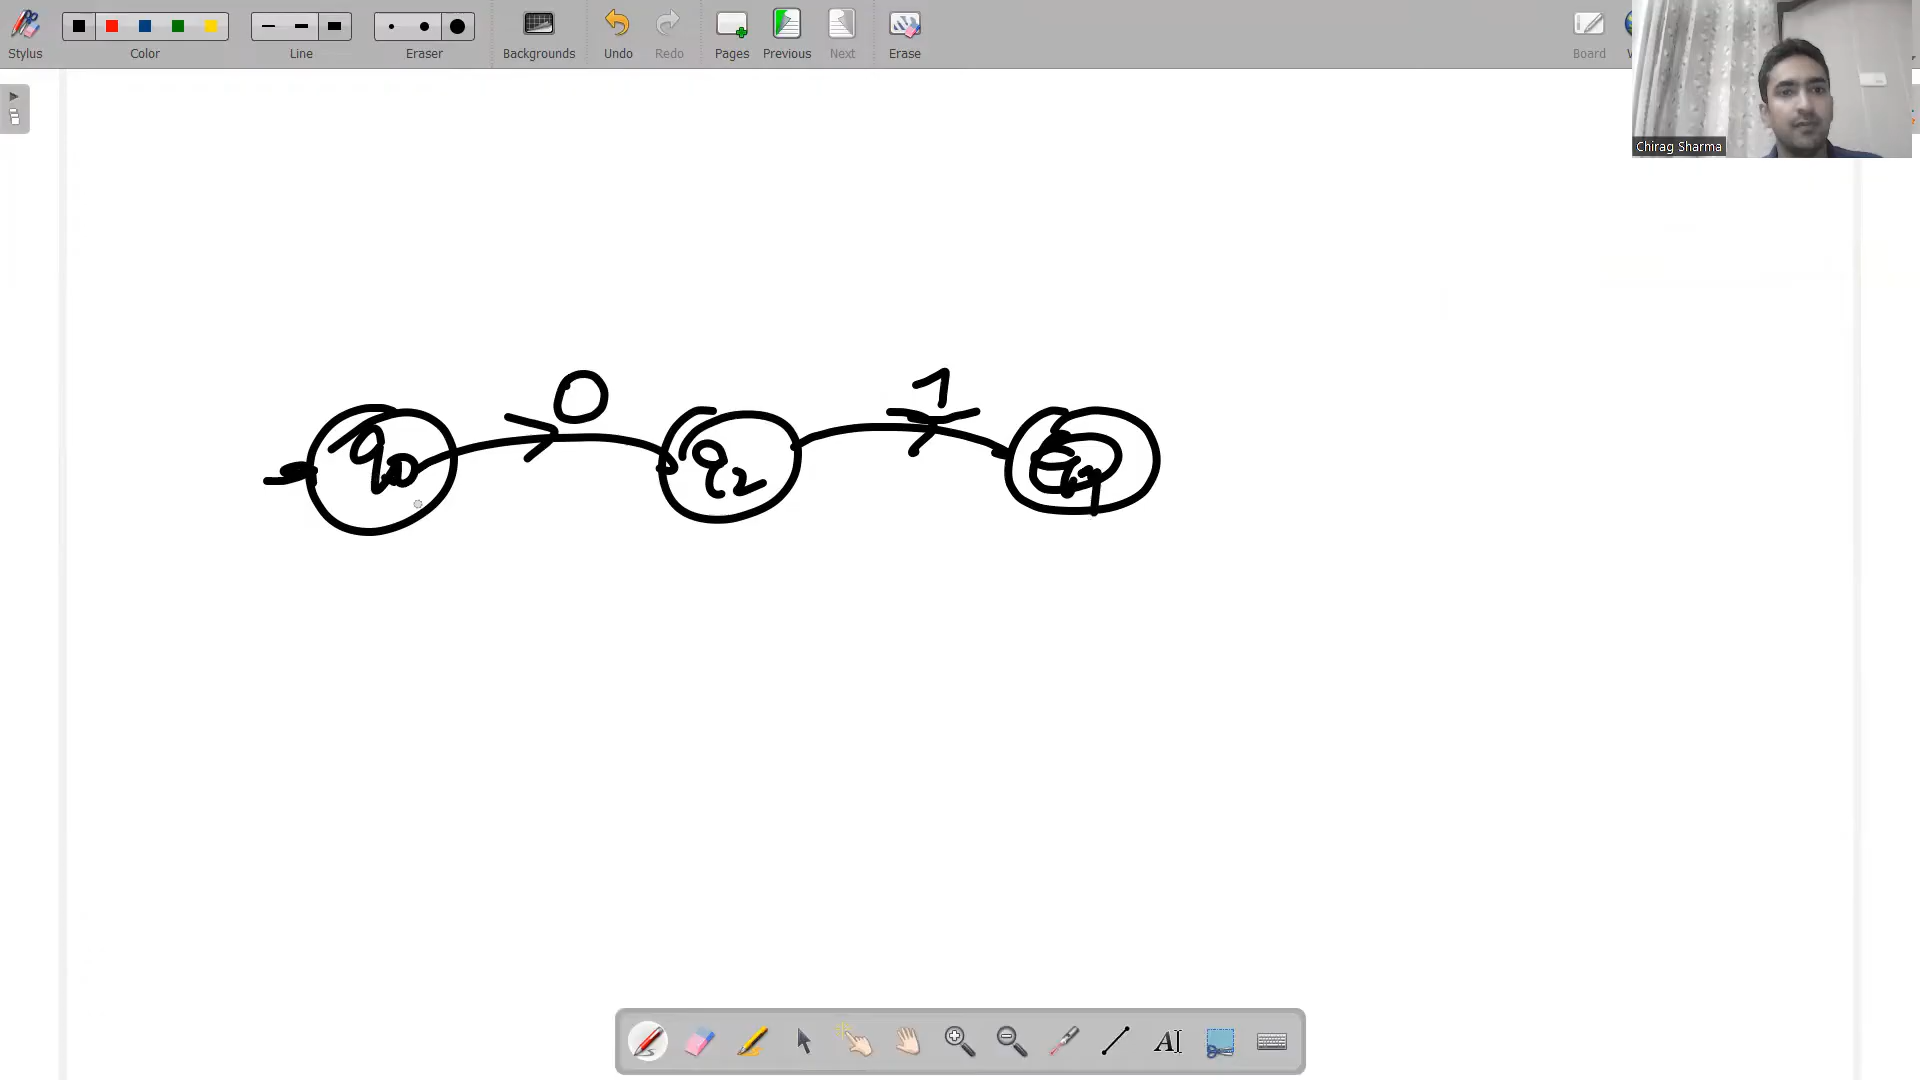 Stylus
Color
Line
Eraser
Backgrounds
Undo
Redo
Pages
Previous
Next
Erase
Board
Chirag Sharma
0
1
q0
q2
A